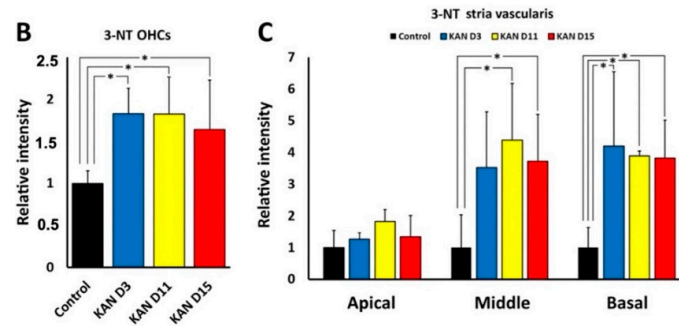 B
3-NT OHCs
Relative intensity
2.5
2
1.5
1
0.5
0
* * *
Control
KAN D3
KAN D11
KAN D15
C
3-NT stria vascularis
Control KAN D3 KAN D11 KAN D15
Relative intensity
7
6
5
4
3
2
1
0
* *
* * *
Apical Middle Basal